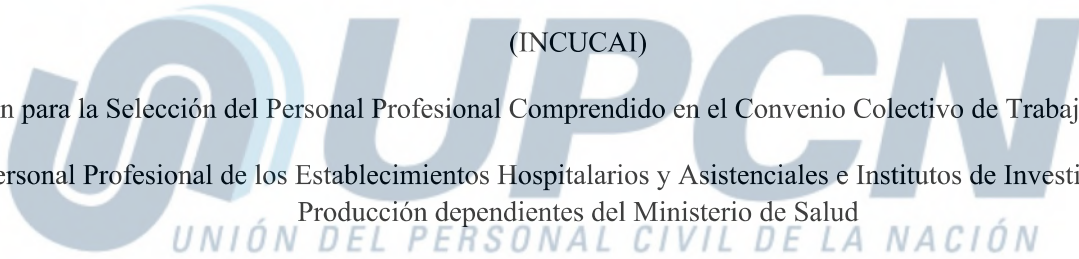 (INCUCAI)
n para la Selección del Personal Profesional Comprendido en el Convenio Colectivo de Trabaj
ersonal Profesional de los Establecimientos Hospitalarios y Asistenciales e Institutos de Investi
Producción dependientes del Ministerio de Salud
UPCN
UNIÓN DEL PERSONAL CIVIL DE LA NACIÓN